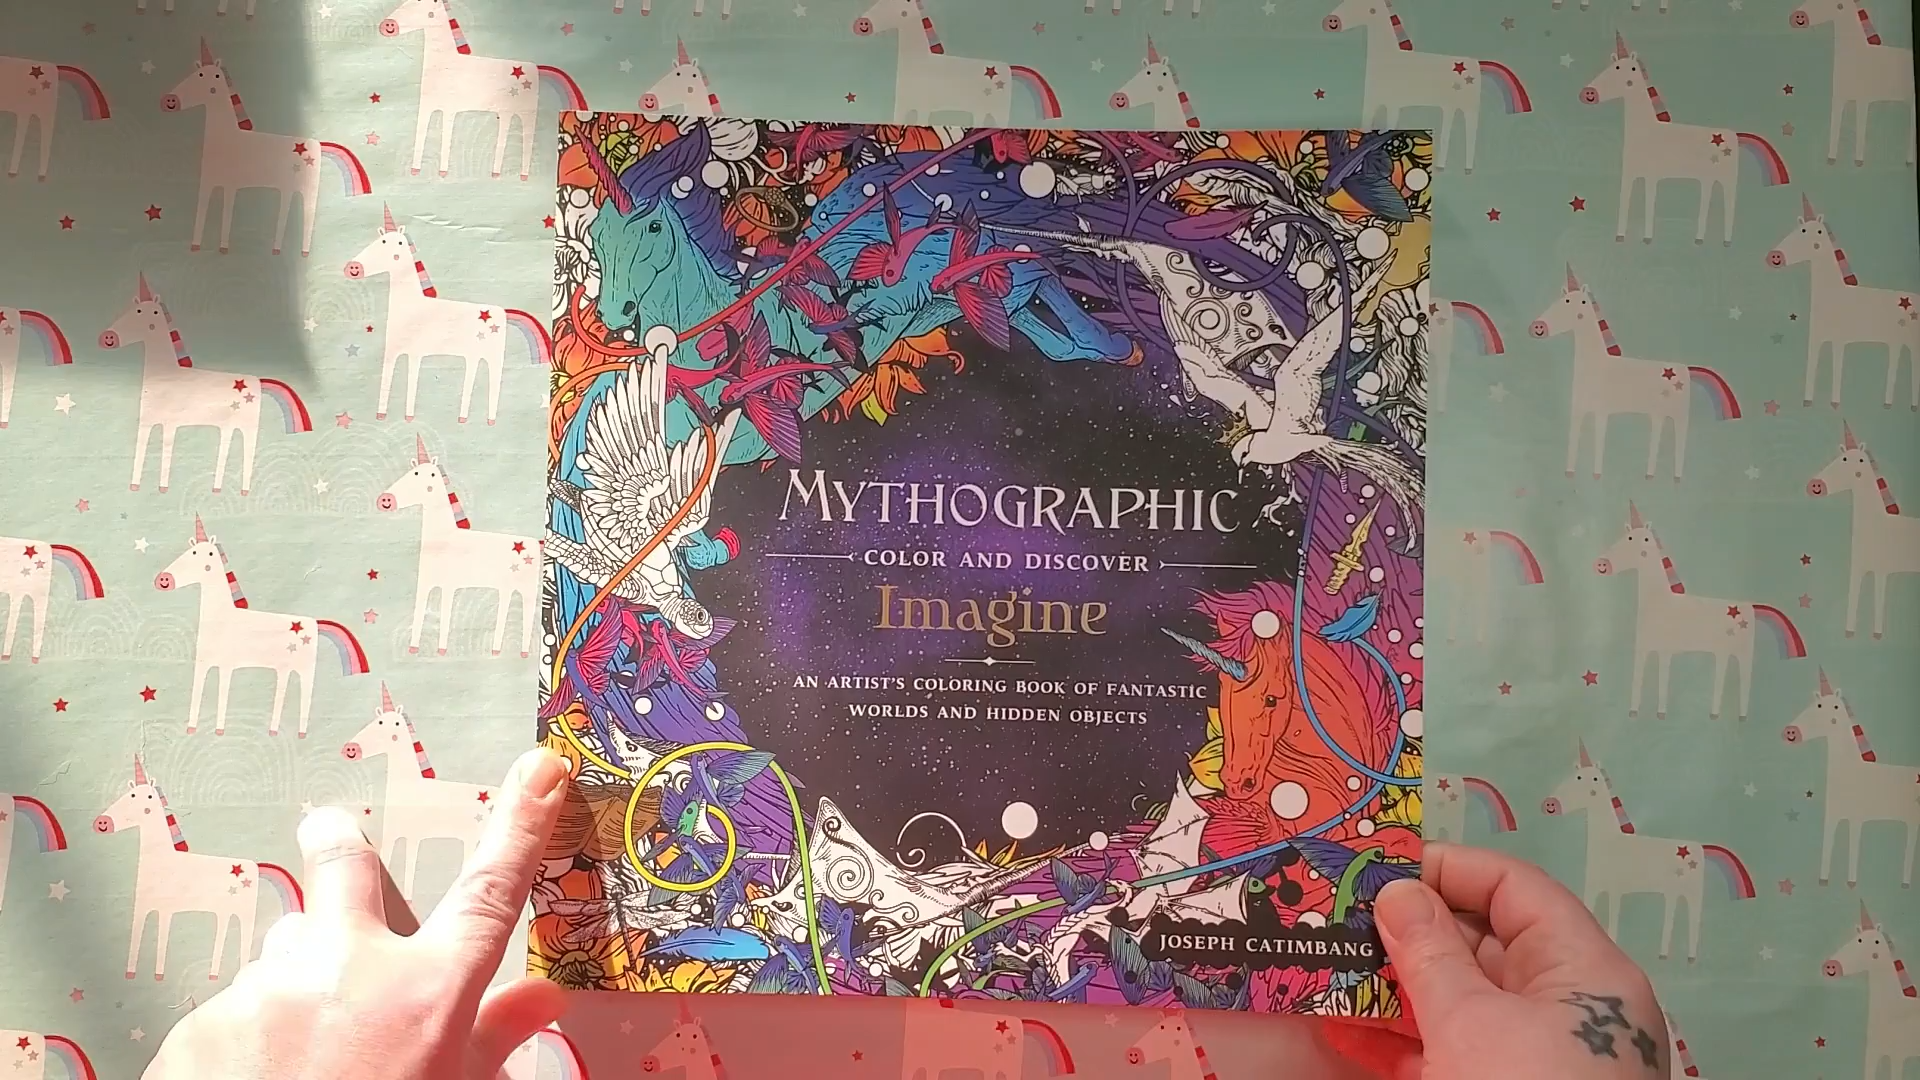 MYTHOGRAPHIC
COLOR AND DISCOVER
Imagine
AN ARTIST'S COLORING BOOK OF FANTASTIC
WORLDS AND HIDDEN OBJECTS
JOSEPH CATIMBANG